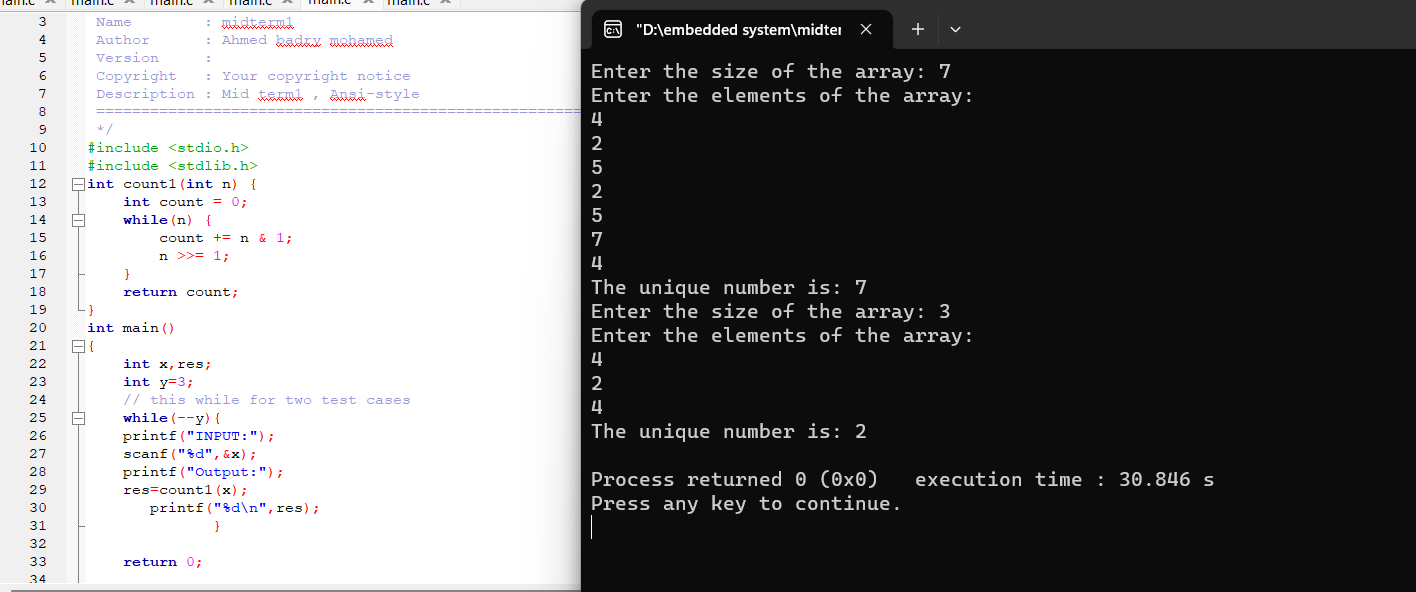 main.c main.c main.c main.c main.c main.c
3 Name : midterm1
4 Author : Ahmed badry mohamed
5 Version :
6 Copyright : Your copyright notice
7 Description : Mid term1 , Ansi-style
8 ======================================================
9 */
10 #include <stdio.h>
11 #include <stdlib.h>
12 int count1(int n) {
13 int count = 0;
14 while(n) {
15 count += n & 1;
16 n >>= 1;
17 }
18 return count;
19 }
20 int main()
21 {
22 int x,res;
23 int y=3;
24 // this while for two test cases
25 while(--y){
26 printf("INPUT:");
27 scanf("%d",&x);
28 printf("Output:");
29 res=count1(x);
30 printf("%d\n",res);
31 }
32
33 return 0;
34
"D:\embedded system\midter
Enter the size of the array: 7
Enter the elements of the array:
4
2
5
2
5
7
4
The unique number is: 7
Enter the size of the array: 3
Enter the elements of the array:
4
2
4
The unique number is: 2
Process returned 0 (0x0) execution time : 30.846 s
Press any key to continue.